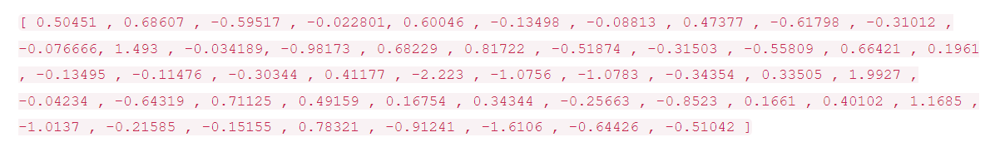 [ 0.50451 , 0.68607 , -0.59517 , -0.022801, 0.60046 , -0.13498 , -0.08813 , 0.47377 , -0.61798 , -0.31012 ,
-0.076666, 1.493 , -0.034189, -0.98173 , 0.68229 , 0.81722 , -0.51874 , -0.31503 , -0.55809 , 0.66421 , 0.1961
, -0.13495 , -0.11476 , -0.30344 , 0.41177 , -2.223 , -1.0756 , -1.0783 , -0.34354 , 0.33505 , 1.9927 ,
-0.04234 , -0.64319 , 0.71125 , 0.49159 , 0.16754 , 0.34344 , -0.25663 , -0.8523 , 0.1661 , 0.40102 , 1.1685 ,
-1.0137 , -0.21585 , -0.15155 , 0.78321 , -0.91241 , -1.6106 , -0.64426 , -0.51042 ]